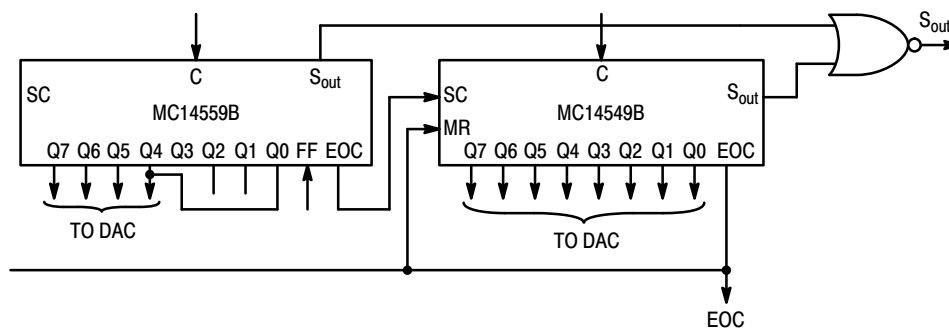 S_out
C
S_out
SC
MC14559B
Q7 Q6 Q5 Q4 Q3 Q2 Q1 Q0 FF EOC
TO DAC
C
SC
S_out
MC14549B
MR
Q7 Q6 Q5 Q4 Q3 Q2 Q1 Q0 EOC
TO DAC
EOC